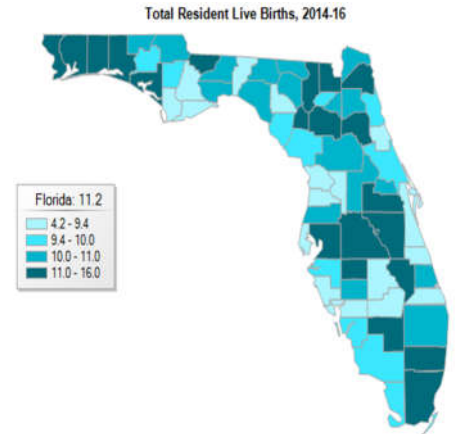 Total Resident Live Births, 2014-16
Florida: 11.2
4.2 - 9.4
9.4 - 10.0
10.0 - 11.0
11.0 - 16.0